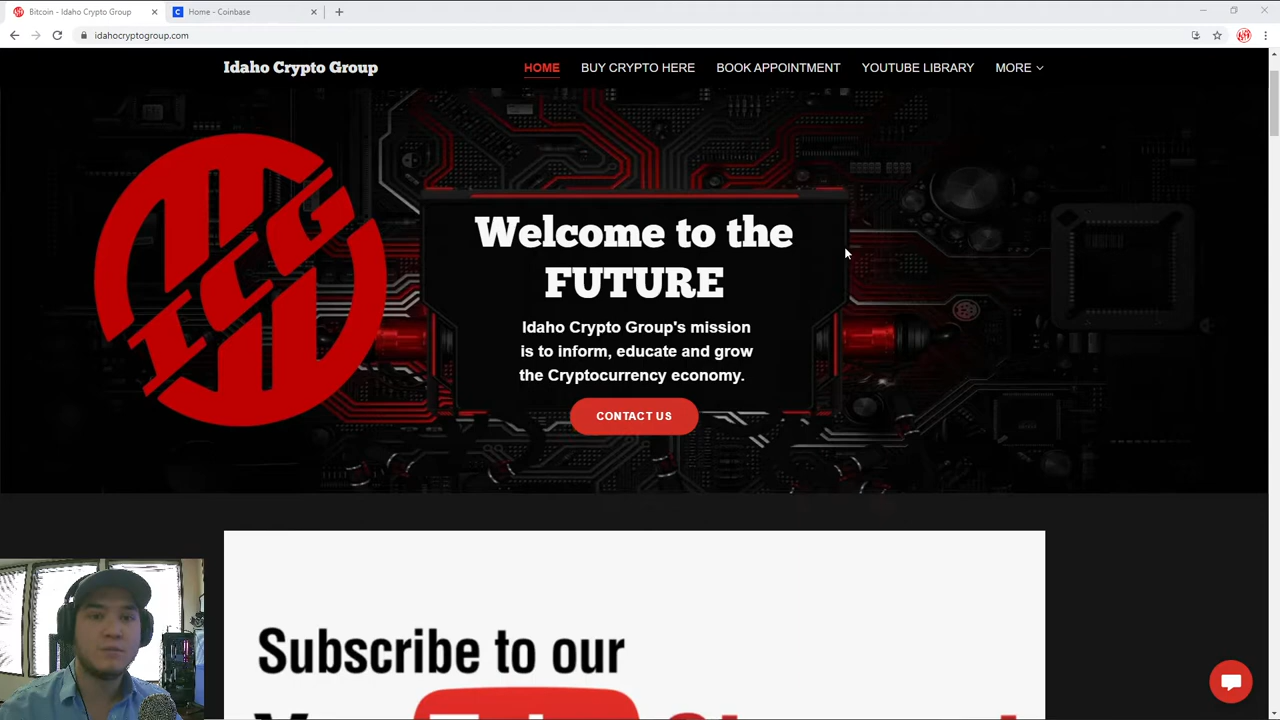 Bitcoin - Idaho Crypto Group
Home - Coinbase
idahocryptogroup.com
Idaho Crypto Group
HOME
BUY CRYPTO HERE
BOOK APPOINTMENT
YOUTUBE LIBRARY
MORE
ICG
Welcome to the
FUTURE
Idaho Crypto Group's mission
is to inform, educate and grow
the Cryptocurrency economy.
CONTACT US
Subscribe to our